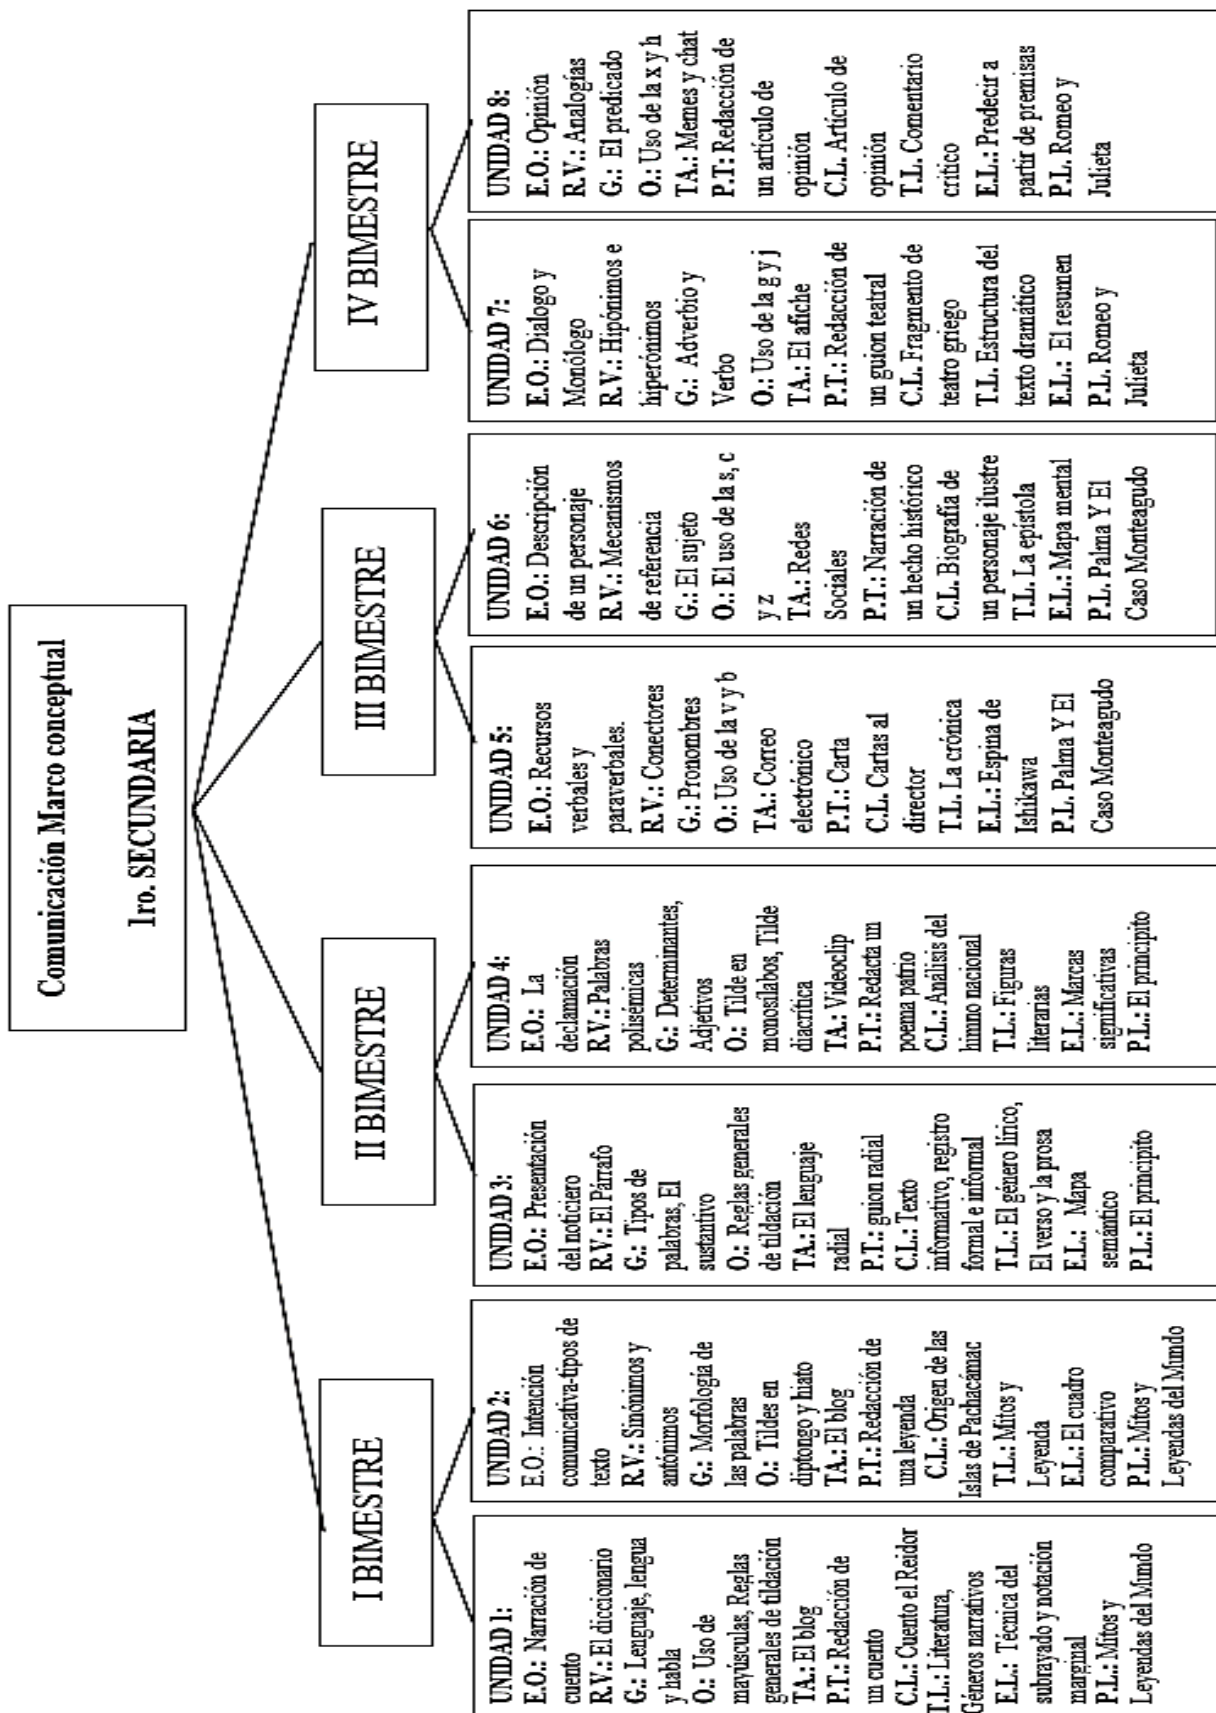 Comunicación Marco conceptual
1ro. SECUNDARIA
I BIMESTRE
II BIMESTRE
III BIMESTRE
IV BIMESTRE
UNIDAD 1:
E.O.: Narración de
cuento
R.V.: El diccionario
G.: Lenguaje, lengua
y habla
O.: Uso de
mayúsculas, Reglas
generales de tildación
TA.: El blog
P.T.: Redacción de
un cuento
C.L.: Cuento el Reidor
T.L.: Literatura,
Géneros narrativos
E.L.: Técnica del
subrayado y notación
marginal
P.L.: Mitos y
Leyendas del Mundo
UNIDAD 2:
E.O.: Intención
comunicativa-tipos de
texto
R.V.: Sinónimos y
antónimos
G.: Morfología de
las palabras
O.: Tildes en
diptongo y hiato
TA.: El blog
P.T.: Redacción de
una leyenda
C.L.: Origen de las
Islas de Pachacámac
T.L.: Mitos y
Leyenda
E.L.: El cuadro
comparativo
P.L.: Mitos y
Leyendas del Mundo
UNIDAD 3:
E.O.: Presentación
del noticiero
R.V.: El Párrafo
G.: Tipos de
palabras, El
sustantivo
O.: Reglas generales
de tildación
TA.: El lenguaje
radial
P.T.: guion radial
C.L.: Texto
informativo, registro
formal e informal
T.L.: El género lírico,
El verso y la prosa
E.L.: Mapa
semántico
P.L.: El principito
UNIDAD 4:
E.O.: La
declamación
R.V.: Palabras
polisémicas
G.: Determinantes,
Adjetivos
O.: Tilde en
monosílabos, Tilde
diacrítica
TA.: Videoclip
P.T.: Redacta un
poema patrio
C.L.: Análisis del
himno nacional
T.L.: Figuras
literarias
E.L.: Marcas
significativas
P.L.: El principito
UNIDAD 5:
E.O.: Recursos
verbales y
paraverbales.
R.V.: Conectores
G.: Pronombres
O.: Uso de la v y b
TA.: Correo
electrónico
P.T.: Carta
C.L. Cartas al
director
T.L. La crónica
E.L.: Espina de
Ishikawa
P.L. Palma Y El
Caso Monteagudo
UNIDAD 6:
E.O.: Descripción
de un personaje
R.V.: Mecanismos
de referencia
G.: El sujeto
O.: El uso de la s, c
y z
TA.: Redes
Sociales
P.T.: Narración de
un hecho histórico
C.L. Biografía de
un personaje ilustre
T.L. La epístola
E.L.: Mapa mental
P.L. Palma Y El
Caso Monteagudo
UNIDAD 7:
E.O.: Dialogo y
Monólogo
R.V.: Hipónimos e
hiperónimos
G.: Adverbio y
Verbo
O.: Uso de la g y j
TA.: El afiche
P.T.: Redacción de
un guion teatral
C.L. Fragmento de
teatro griego
T.L. Estructura del
texto dramático
E.L.: El resumen
P.L. Romeo y
Julieta
UNIDAD 8:
E.O.: Opinión
R.V.: Analogías
G.: El predicado
O.: Uso de la x y h
TA.: Memes y chat
P.T: Redacción de
un artículo de
opinión
C.L. Artículo de
opinión
T.L. Comentario
crítico
E.L.: Predecir a
partir de premisas
P.L. Romeo y
Julieta